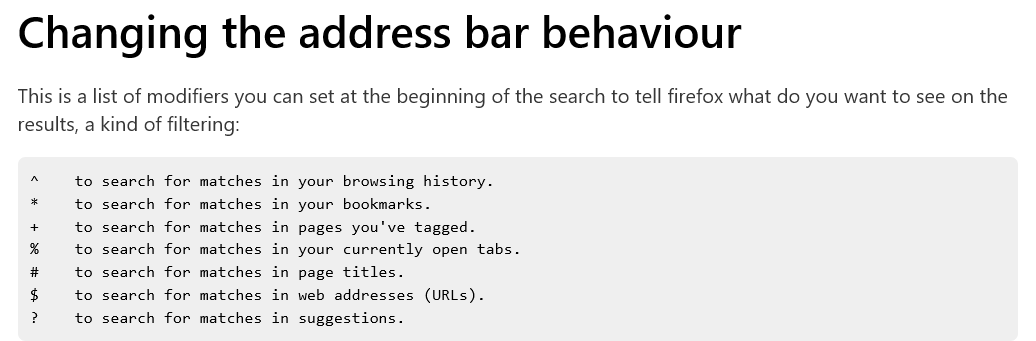 Changing the address bar behaviour
This is a list of modifiers you can set at the beginning of the search to tell firefox what do you want to see on the
results, a kind of filtering:
^    to search for matches in your browsing history.
*    to search for matches in your bookmarks.
+    to search for matches in pages you've tagged.
%    to search for matches in your currently open tabs.
#    to search for matches in page titles.
$    to search for matches in web addresses (URLs).
?    to search for matches in suggestions.